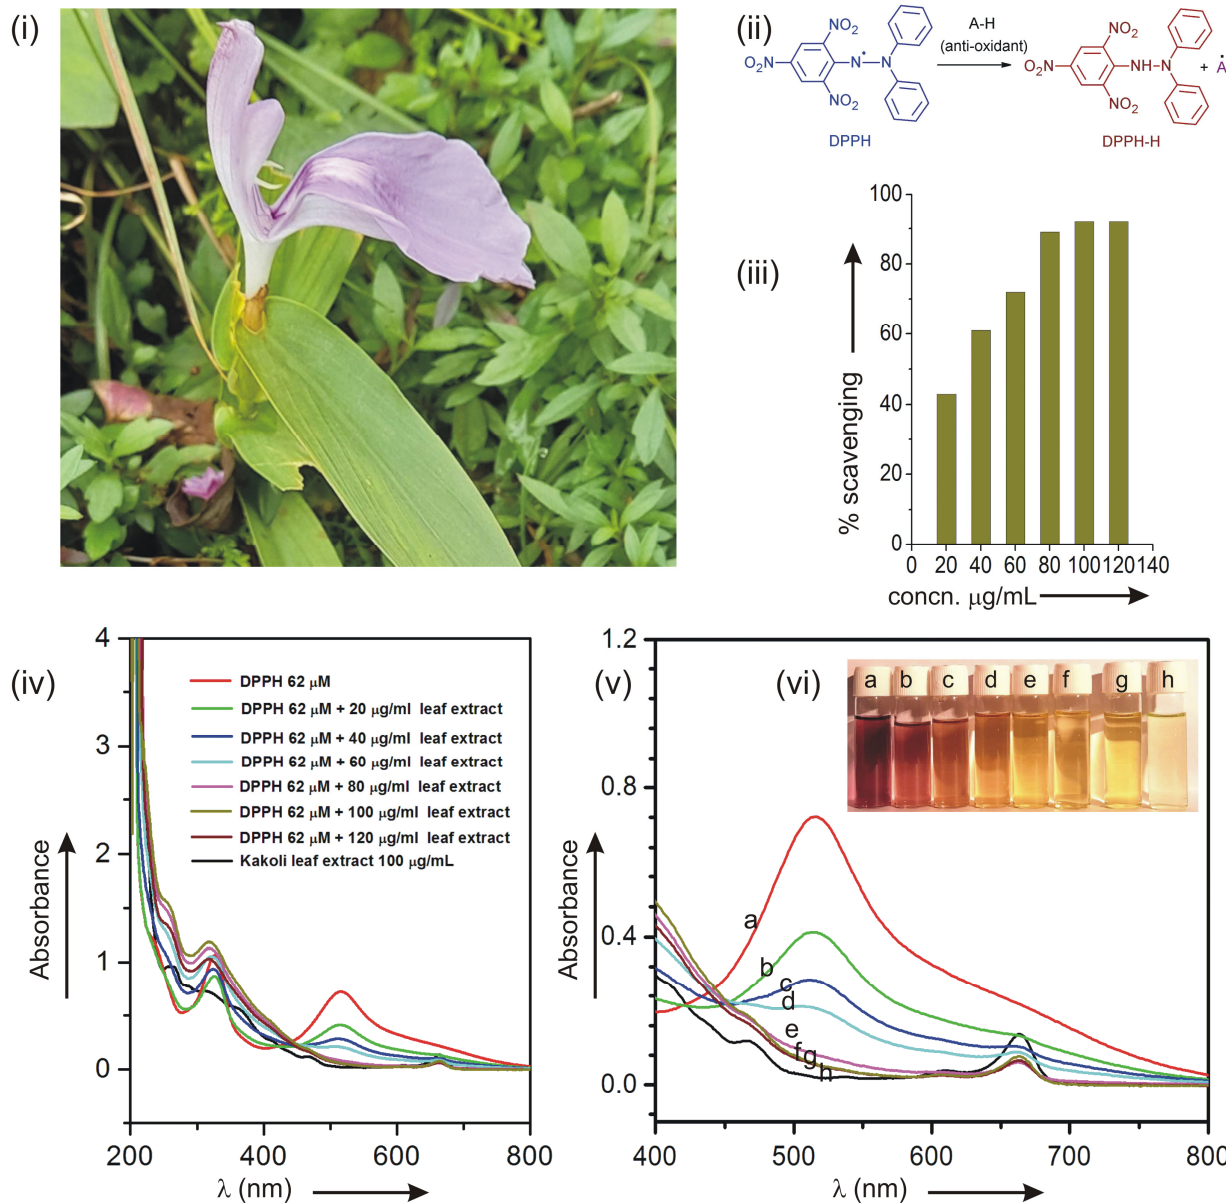 (i)
(ii)
NO₂
O₂N
N
N
NO₂
DPPH
A-H
(anti-oxidant)
NO₂
O₂N
NH
N
NO₂
+ A
DPPH-H
(iii)
100
80
60
40
20
0
% scavenging
0 20 40 60 80 100 120 140
concn. µg/mL
(iv)
4
3
2
1
0
Absorbance
DPPH 62 µM
DPPH 62 µM + 20 µg/ml leaf extract
DPPH 62 µM + 40 µg/ml leaf extract
DPPH 62 µM + 60 µg/ml leaf extract
DPPH 62 µM + 80 µg/ml leaf extract
DPPH 62 µM + 100 µg/ml leaf extract
DPPH 62 µM + 120 µg/ml leaf extract
Kakoli leaf extract 100 µg/mL
200 400 600 800
λ (nm)
(v)
1.2
0.8
0.4
0.0
Absorbance
(vi)
a b c d e f g h
a
b
c
d
e
f
g
h
400 500 600 700 800
λ (nm)